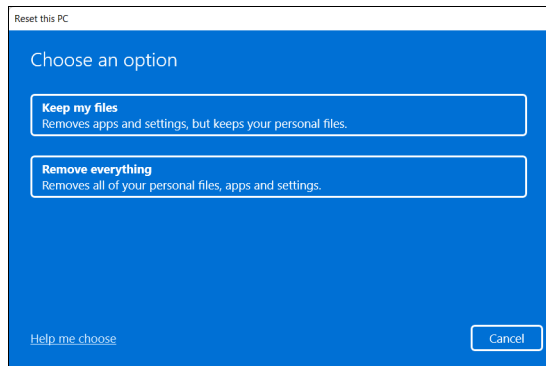 Reset this PC
Choose an option
Keep my files
Removes apps and settings, but keeps your personal files.
Remove everything
Removes all of your personal files, apps and settings.
Help me choose
Cancel